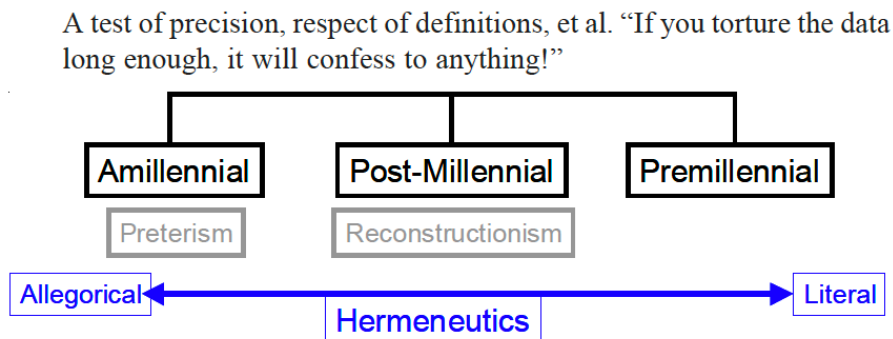 A test of precision, respect of definitions, et al. “If you torture the data
long enough, it will confess to anything!”
Amillennial
Post-Millennial
Premillennial
Preterism
Reconstructionism
Allegorical
Literal
Hermeneutics